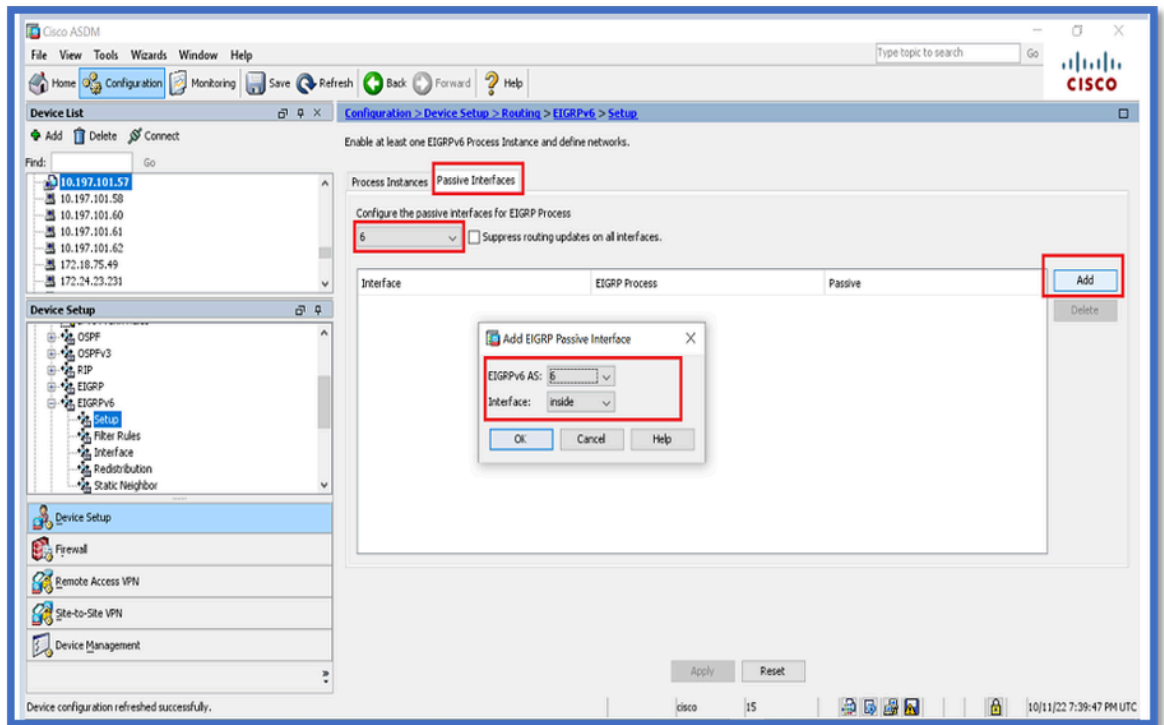 Cisco ASDM
File View Tools Wizards Window Help
Type topic to search Go
Home Configuration Monitoring Save Refresh Back Forward Help
CISCO
Device List
Add Delete Connect
Find: Go
10.197.101.57
10.197.101.58
10.197.101.60
10.197.101.61
10.197.101.62
172.18.75.49
172.24.23.231
Device Setup
OSPF
OSPFv3
RIP
EIGRP
EIGRPv6
Setup
Filter Rules
Interface
Redistribution
Static Neighbor
Device Setup
Firewall
Remote Access VPN
Site-to-Site VPN
Device Management
Configuration > Device Setup > Routing > EIGRPv6 > Setup
Enable at least one EIGRPv6 Process Instance and define networks.
Process Instances Passive Interfaces
Configure the passive interfaces for EIGRP Process
6 Suppress routing updates on all interfaces.
Interface EIGRP Process Passive
Add
Delete
Add EIGRP Passive Interface
EIGRPv6 AS: 6
Interface: inside
OK Cancel Help
Apply Reset
Device configuration refreshed successfully.
cisco 15 10/11/22 7:39:47 PM UTC